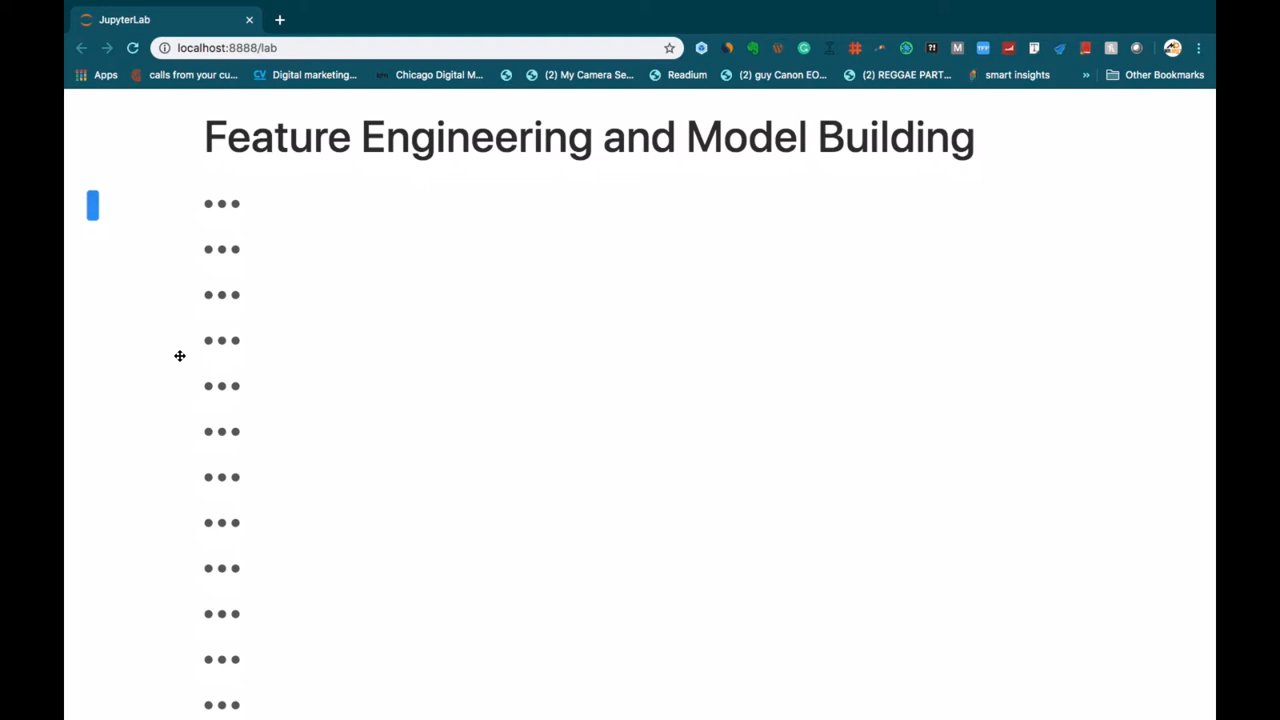 JupyterLab
localhost:8888/lab
Apps calls from your cu... CV Digital marketing... Chicago Digital M... (2) My Camera Se... Readium (2) guy Canon EO... (2) REGGAE PART... smart insights » Other Bookmarks
Feature Engineering and Model Building